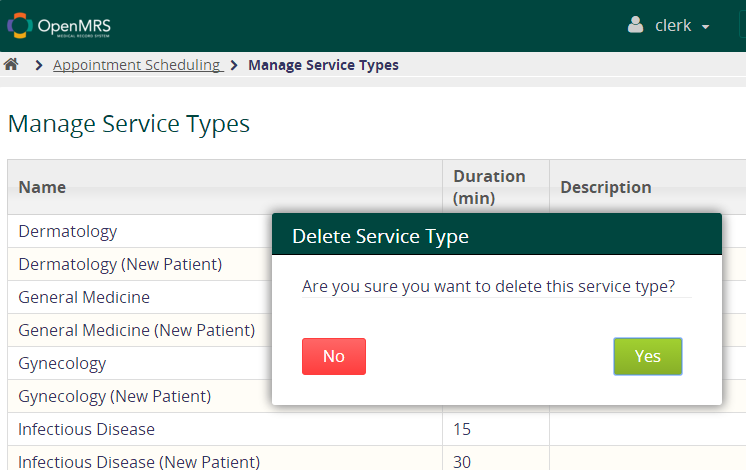 OpenMRS
MEDICAL RECORD SYSTEM
clerk
Appointment Scheduling
Manage Service Types
Manage Service Types
Name
Duration
(min)
Description
Dermatology
Dermatology (New Patient)
General Medicine
General Medicine (New Patient)
Gynecology
Gynecology (New Patient)
Infectious Disease
15
Infectious Disease (New Patient)
30
Delete Service Type
Are you sure you want to delete this service type?
No
Yes